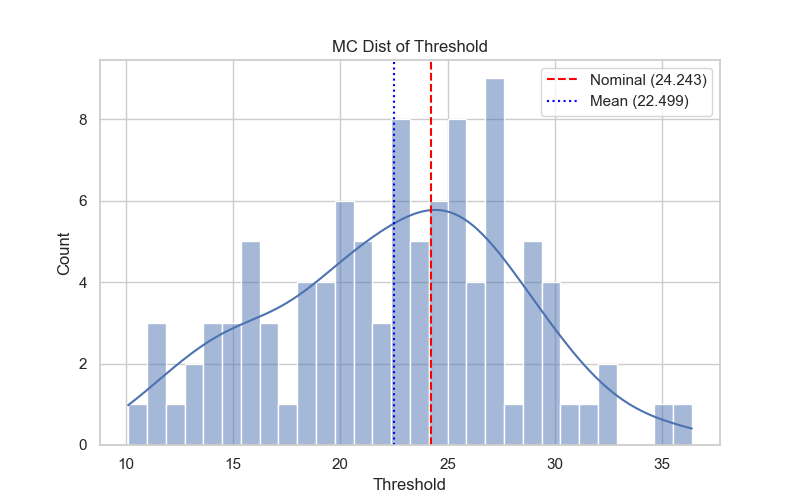 MC Dist of Threshold
Nominal (24.243)
Mean (22.499)
Count
8
6
4
2
0
10 15 20 25 30 35
Threshold